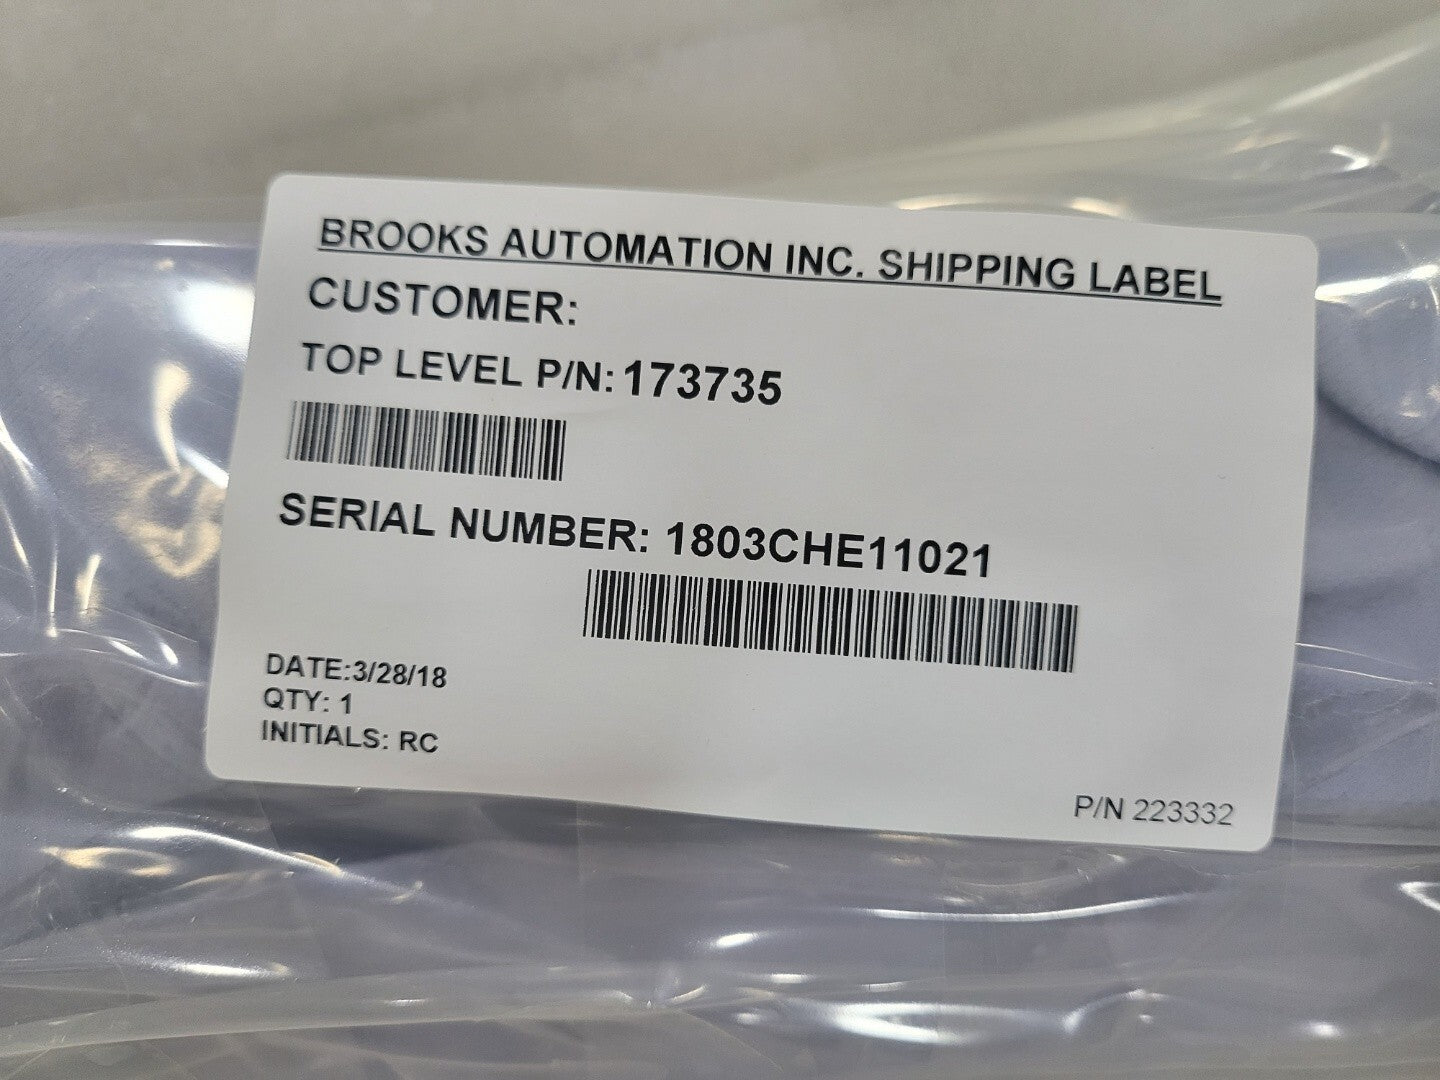 BROOKS AUTOMATION INC. SHIPPING LABEL
CUSTOMER:
TOP LEVEL P/N: 173735
SERIAL NUMBER: 1803CHE11021
DATE:3/28/18
QTY: 1
INITIALS: RC
P/N 223332